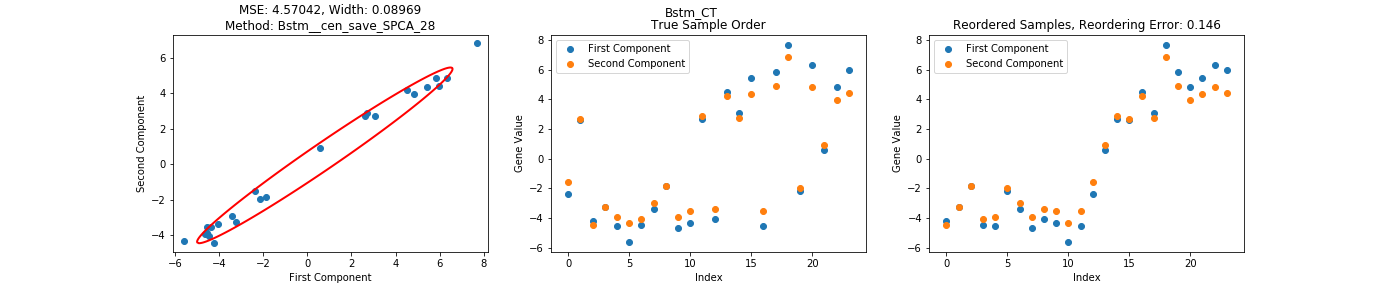 Bstm_CT
MSE: 4.57042, Width: 0.08969
Method: Bstm__cen_save_SPCA_28
6
4
2
0
−2
−4
Second Component
−6
−4
−2
0
2
4
6
8
First Component
True Sample Order
First Component
Second Component
8
6
4
2
0
−2
−4
−6
Gene Value
0
5
10
15
20
Index
Reordered Samples, Reordering Error: 0.146
First Component
Second Component
8
6
4
2
0
−2
−4
−6
Gene Value
0
5
10
15
20
Index